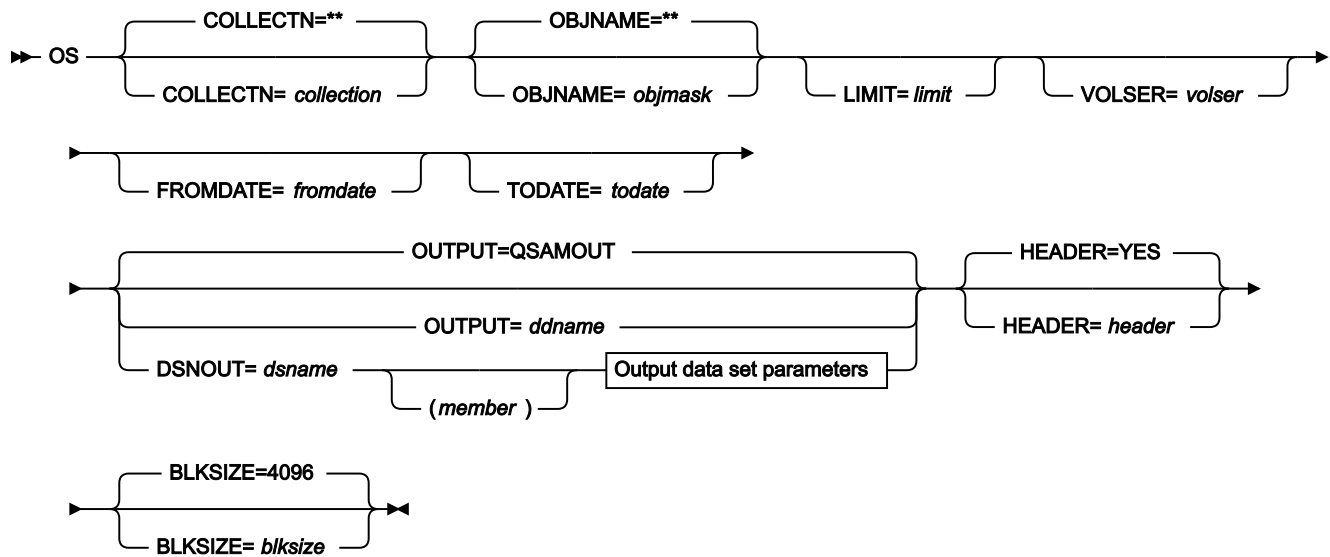 COLLECTN=** OBJNAME=**
OS
COLLECTN= collection OBJNAME= objmask LIMIT=limit VOLSER= volser
FROMDATE= fromdate TODATE= todate
OUTPUT=QSAMOUT HEADER=YES
OUTPUT= ddname HEADER= header
DSNOUT= dsname Output data set parameters
(member )
BLKSIZE=4096
BLKSIZE= blksize